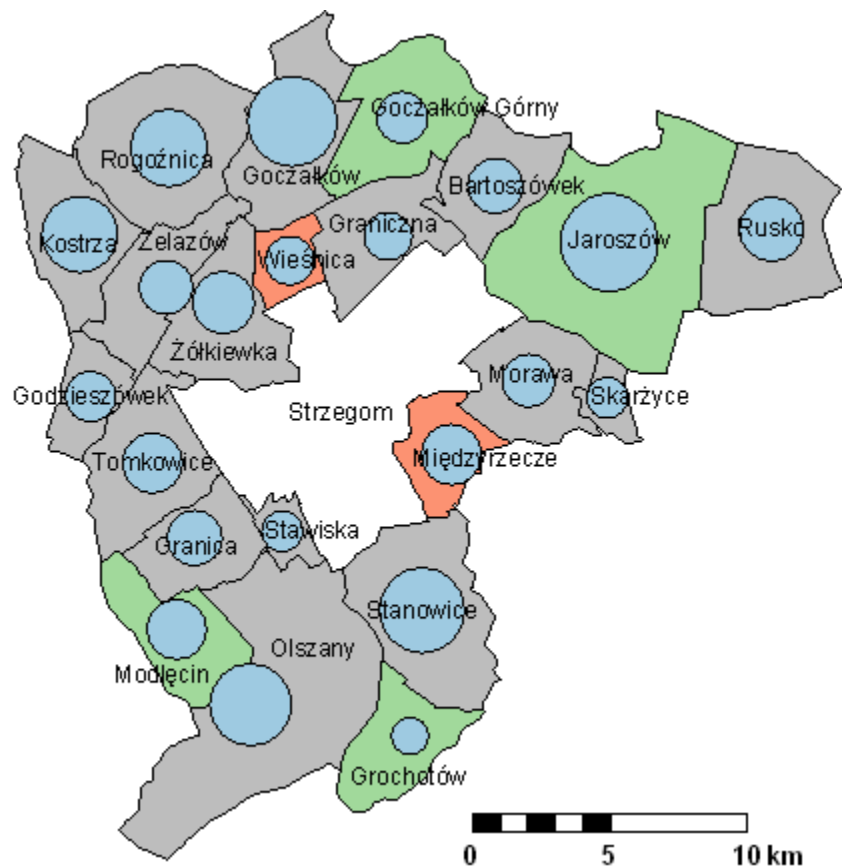 Goczałków Górny
Rogoźnica
Goczałków
Bartoszówek
Graniczna
Rusko
Kostrza
Żelazów
Jaroszów
Wieśnica
Żółkiewka
Morawa
Godzieszówek
Skarżyce
Strzegom
Tomkowice
Międzyrzecze
Stawiska
Granica
Stanowice
Olszany
Modlęcin
Grochotów
0 5 10 km